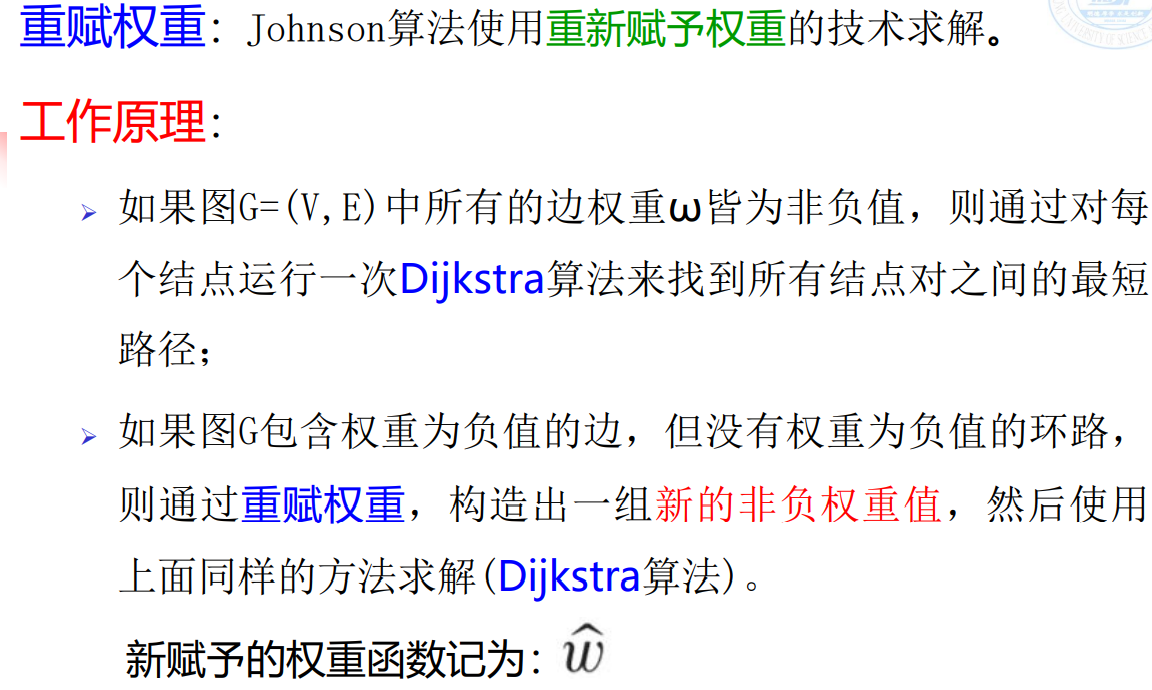 重赋权重：Johnson算法使用重新赋予权重的技术求解。
工作原理：
如果图G=(V,E)中所有的边权重ω皆为非负值，则通过对每
个结点运行一次Dijkstra算法来找到所有结点对之间的最短
路径；
如果图G包含权重为负值的边，但没有权重为负值的环路，
则通过重赋权重，构造出一组新的非负权重值，然后使用
上面同样的方法求解(Dijkstra算法)。
新赋予的权重函数记为：ŵ